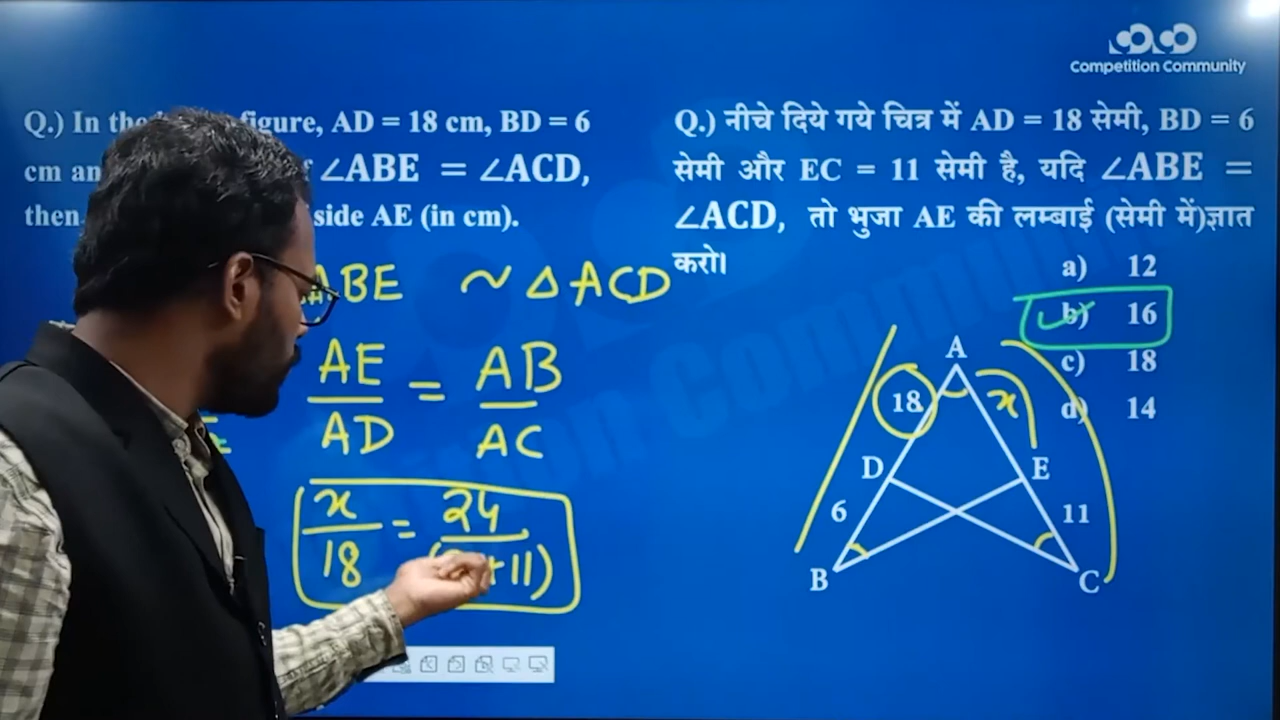 Competition Community
Q.) In the figure, AD = 18 cm, BD = 6
cm ∠ABE = ∠ACD,
then side AE (in cm).
Q.) नीचे दिये गये चित्र में AD = 18 सेमी, BD = 6
सेमी और EC = 11 सेमी है, यदि ∠ABE =
∠ACD, तो भुजा AE की लम्बाई (सेमी में)ज्ञात
करो।
a) 12
b) 16
c) 18
d) 14
ABE ~ △ ACD
AE/AD = AB/AC
x/18 = 24/( +11)
A
18
x
D
E
6
11
B
C